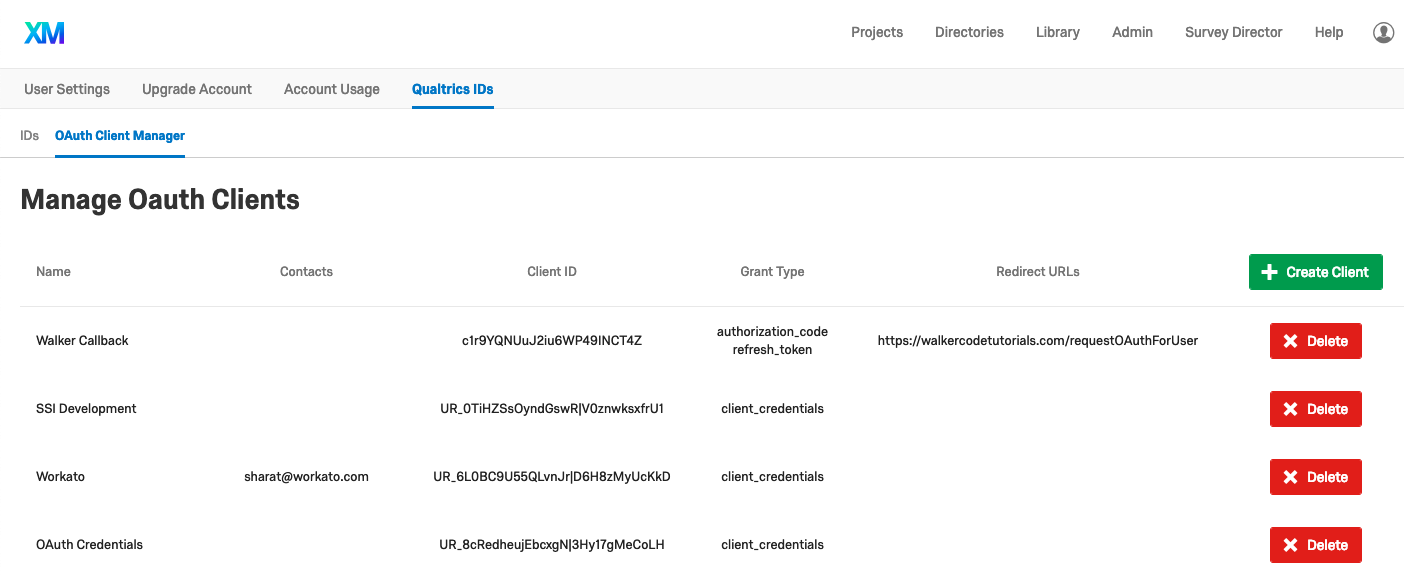 XM
Projects Directories Library Admin Survey Director Help
User Settings Upgrade Account Account Usage Qualtrics IDs
IDs OAuth Client Manager
Manage Oauth Clients
Name Contacts Client ID Grant Type Redirect URLs Create Client
Walker Callback c1r9YQNUuJ2iu6WP49INCT4Z authorization_code refresh_token https://walkercodetutorials.com/requestOAuthForUser Delete
SSI Development UR_0TiHZSsOyndGswR|V0znwksxfrU1 client_credentials Delete
Workato sharat@workato.com UR_6L0BC9U55QLvnJr|D6H8zMyUcKkD client_credentials Delete
OAuth Credentials UR_8cRedheujEbcxgN|3Hy17gMeCoLH client_credentials Delete